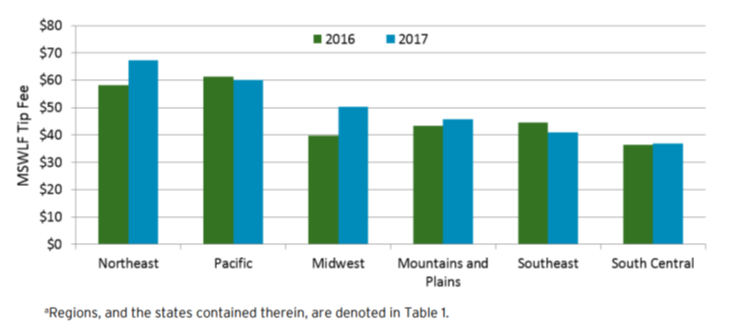 $80
2016
2017
$70
$60
$50
$40
$30
$20
$10
$0
MSWLF Tip Fee
Northeast
Pacific
Midwest
Mountains and
Plains
Southeast
South Central
ᵃRegions, and the states contained therein, are denoted in Table 1.